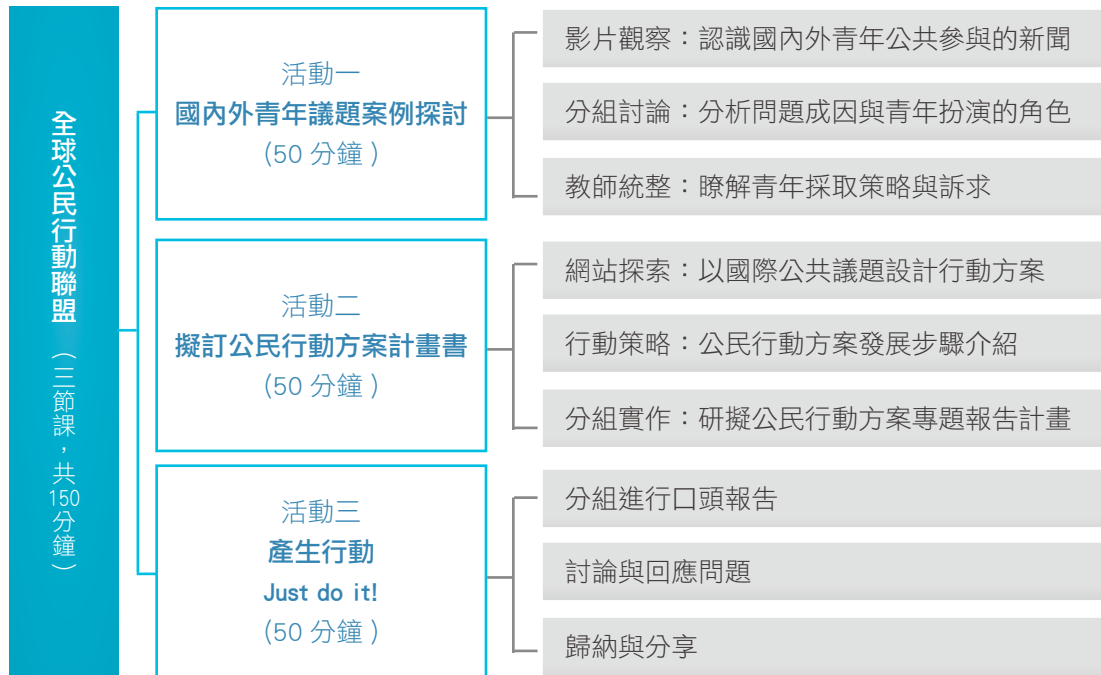 全球公民行動聯盟（三節課，共150分鐘）
活動一
國內外青年議題案例探討
(50 分鐘 )
影片觀察：認識國內外青年公共參與的新聞
分組討論：分析問題成因與青年扮演的角色
教師統整：瞭解青年採取策略與訴求
活動二
擬訂公民行動方案計畫書
(50 分鐘 )
網站探索：以國際公共議題設計行動方案
行動策略：公民行動方案發展步驟介紹
分組實作：研擬公民行動方案專題報告計畫
活動三
產生行動
Just do it!
(50 分鐘 )
分組進行口頭報告
討論與回應問題
歸納與分享